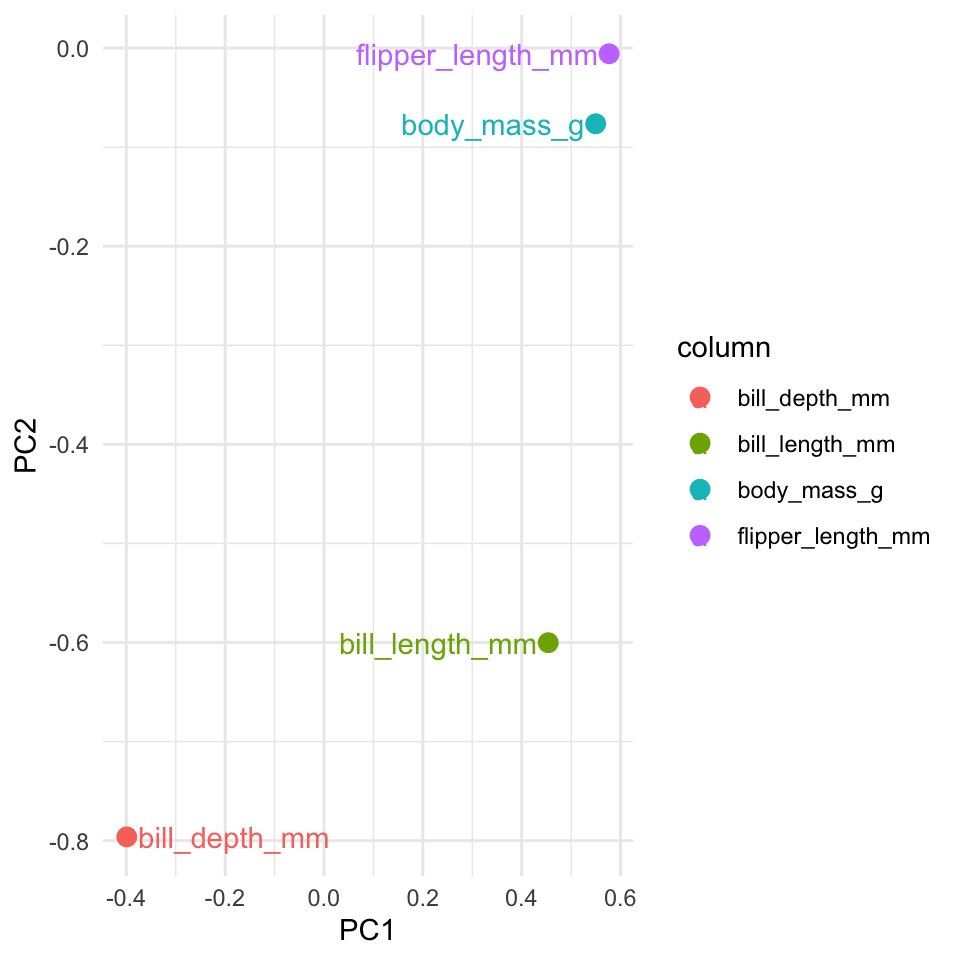 0.0
flipper_length_mm
body_mass_g
-0.2
column
bill_depth_mm
-0.4
PC2
bill_length_mm
body_mass_g
flipper_length_mm
-0.6
bill_length_mm
-0.8
bill_depth_mm
-0.4 -0.2 0.0 0.2 0.4 0.6
PC1